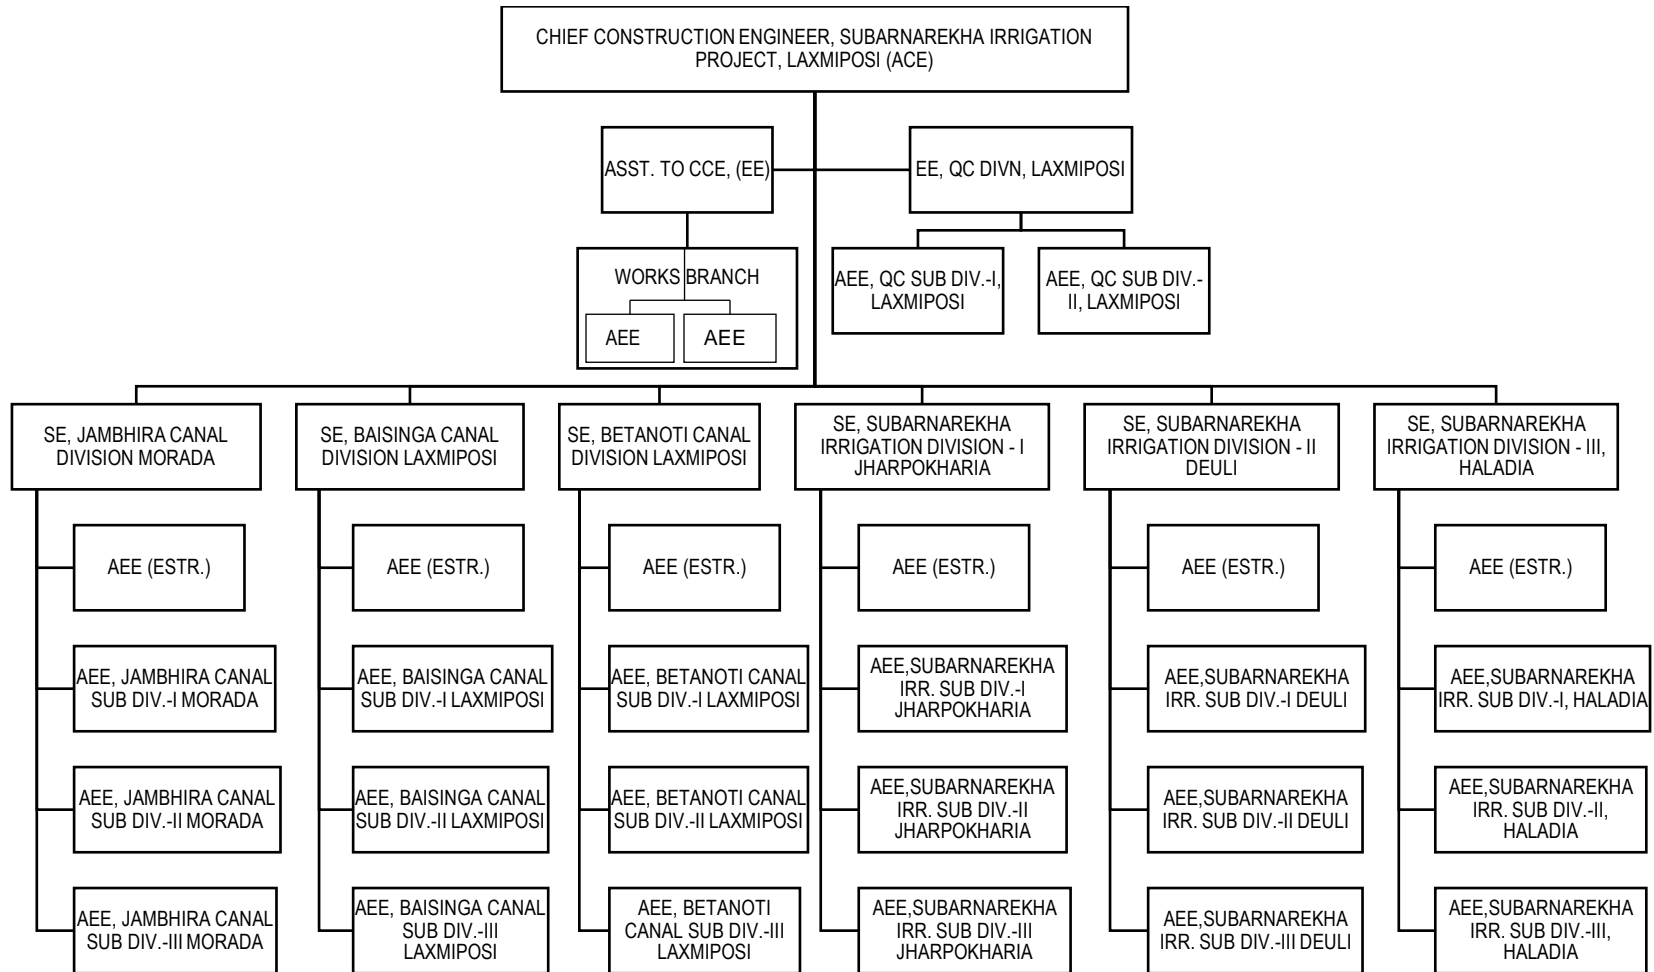 CHIEF CONSTRUCTION ENGINEER, SUBARNAREKHA IRRIGATION
PROJECT, LAXMIPOSI (ACE)
ASST. TO CCE, (EE)
EE, QC DIVN, LAXMIPOSI
WORKS BRANCH
AEE
AEE
AEE, QC SUB DIV.-I,
LAXMIPOSI
AEE, QC SUB DIV.-
II, LAXMIPOSI
SE, JAMBHIRA CANAL
DIVISION MORADA
SE, BAISINGA CANAL
DIVISION LAXMIPOSI
SE, BETANOTI CANAL
DIVISION LAXMIPOSI
SE, SUBARNAREKHA
IRRIGATION DIVISION - I
JHARPOKHARIA
SE, SUBARNAREKHA
IRRIGATION DIVISION - II
DEULI
SE, SUBARNAREKHA
IRRIGATION DIVISION - III,
HALADIA
AEE (ESTR.)
AEE (ESTR.)
AEE (ESTR.)
AEE (ESTR.)
AEE (ESTR.)
AEE (ESTR.)
AEE, JAMBHIRA CANAL
SUB DIV.-I MORADA
AEE, BAISINGA CANAL
SUB DIV.-I LAXMIPOSI
AEE, BETANOTI CANAL
SUB DIV.-I LAXMIPOSI
AEE,SUBARNAREKHA
IRR. SUB DIV.-I
JHARPOKHARIA
AEE,SUBARNAREKHA
IRR. SUB DIV.-I DEULI
AEE,SUBARNAREKHA
IRR. SUB DIV.-I, HALADIA
AEE, JAMBHIRA CANAL
SUB DIV.-II MORADA
AEE, BAISINGA CANAL
SUB DIV.-II LAXMIPOSI
AEE, BETANOTI CANAL
SUB DIV.-II LAXMIPOSI
AEE,SUBARNAREKHA
IRR. SUB DIV.-II
JHARPOKHARIA
AEE,SUBARNAREKHA
IRR. SUB DIV.-II DEULI
AEE,SUBARNAREKHA
IRR. SUB DIV.-II,
HALADIA
AEE, JAMBHIRA CANAL
SUB DIV.-III MORADA
AEE, BAISINGA CANAL
SUB DIV.-III
LAXMIPOSI
AEE, BETANOTI
CANAL SUB DIV.-III
LAXMIPOSI
AEE,SUBARNAREKHA
IRR. SUB DIV.-III
JHARPOKHARIA
AEE,SUBARNAREKHA
IRR. SUB DIV.-III DEULI
AEE,SUBARNAREKHA
IRR. SUB DIV.-III,
HALADIA